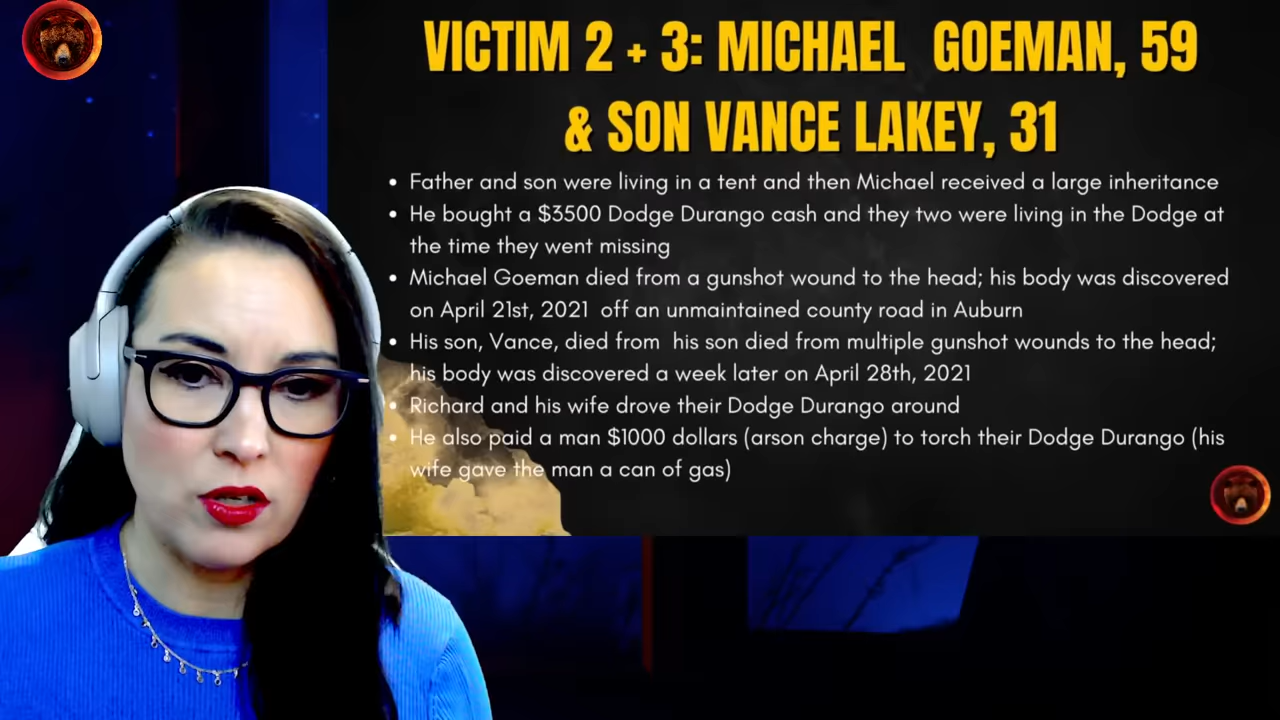 VICTIM 2 + 3: MICHAEL GOEMAN, 59
& SON VANCE LAKEY, 31
• Father and son were living in a tent and then Michael received a large inheritance
• He bought a $3500 Dodge Durango cash and they two were living in the Dodge at
the time they went missing
• Michael Goeman died from a gunshot wound to the head; his body was discovered
on April 21st, 2021 off an unmaintained county road in Auburn
• His son, Vance, died from his son died from multiple gunshot wounds to the head;
his body was discovered a week later on April 28th, 2021
• Richard and his wife drove their Dodge Durango around
• He also paid a man $1000 dollars (arson charge) to torch their Dodge Durango (his
wife gave the man a can of gas)